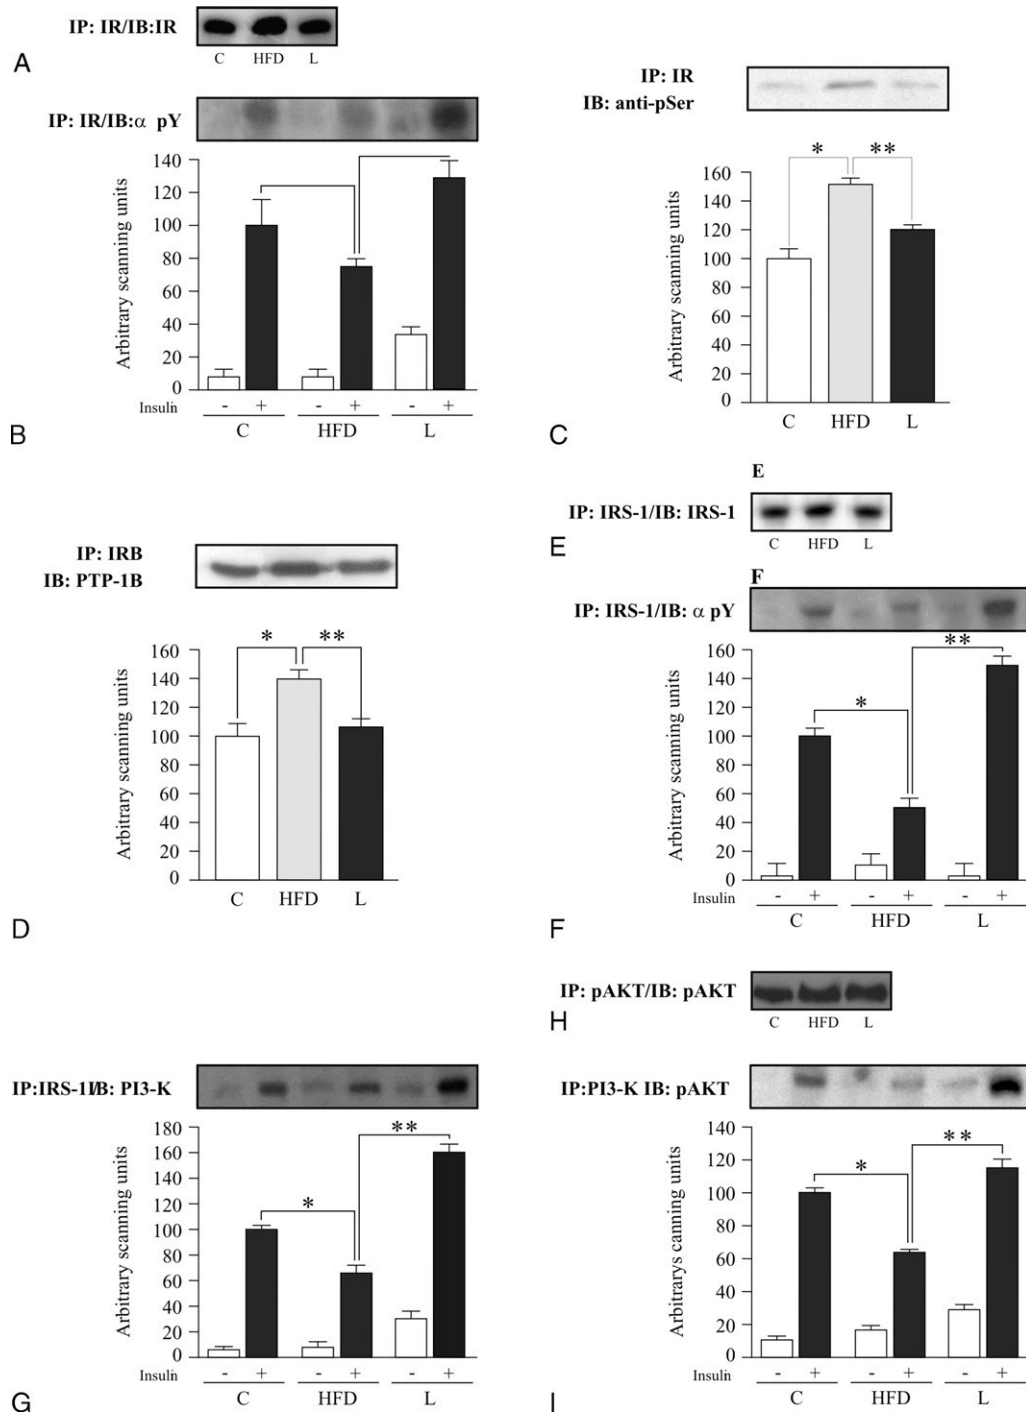 IP: IR/IB:IR
C HFD L
A
IP: IR/IB:α pY
Arbitrary scanning units
140
120
100
80
60
40
20
0
Insulin - + - + - +
C HFD L
B
IP: IR
IB: anti-pSer
* **
Arbitrary scanning units
160
140
120
100
80
60
40
20
0
C HFD L
C
IP: IRB
IB: PTP-1B
* **
Arbitrary scanning units
160
140
120
100
80
60
40
20
0
C HFD L
D
E
IP: IRS-1/IB: IRS-1
C HFD L
E
F
IP: IRS-1/IB: α pY
* **
Arbitrary scanning units
160
140
120
100
80
60
40
20
0
Insulin - + - + - +
C HFD L
F
IP:IRS-1/IB: PI3-K
* **
Arbitrary scanning units
160
140
120
100
80
60
40
20
0
Insulin - + - + - +
C HFD L
G
IP: pAKT/IB: pAKT
C HFD L
H
IP:PI3-K IB: pAKT
* **
Arbitrarys canning units
140
120
100
80
60
40
20
0
Insulin - + - + - +
C HFD L
I